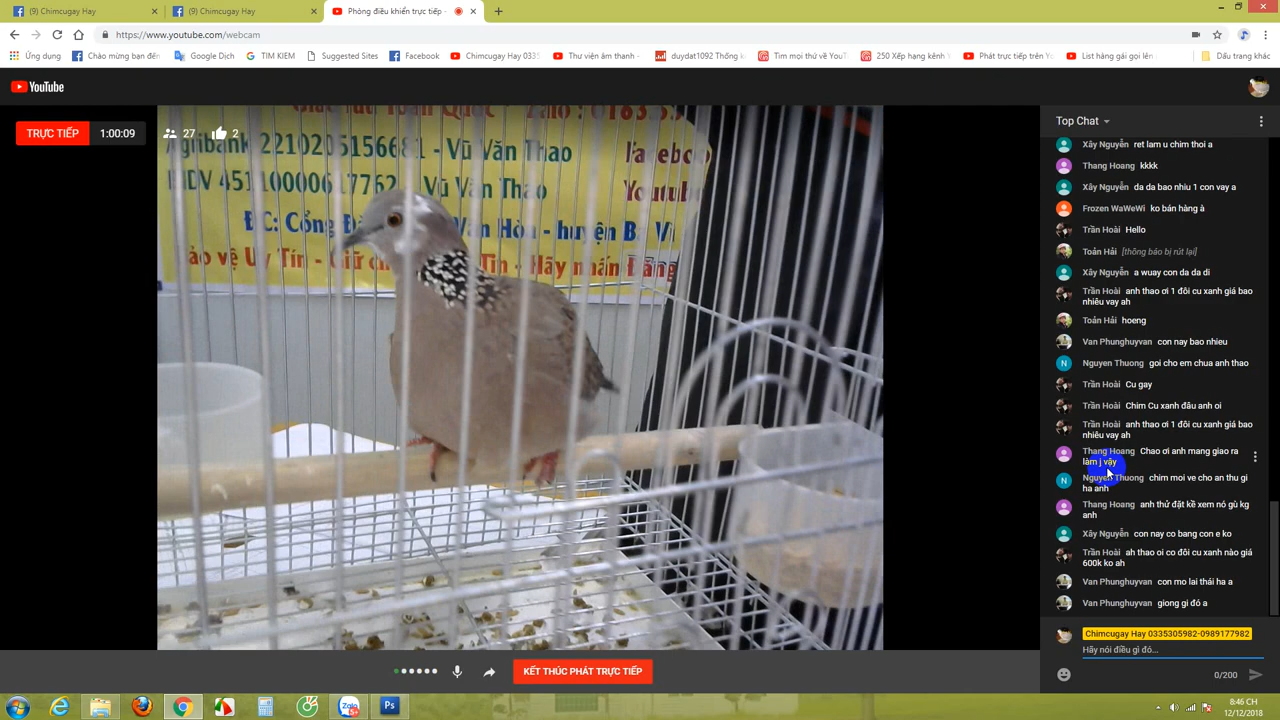 (9) Chimcugay Hay
(9) Chimcugay Hay
Phòng điều khiển trực tiếp -
https://www.youtube.com/webcam
Ứng dụng
Chào mừng bạn đến
Google Dịch
TIM KIEM
Suggested Sites
Facebook
Chimcugay Hay 0335
Thư viện âm thanh -
duydat1092 Thống k
Tìm mọi thứ về YouT
250 Xếp hạng kênh Y
Phát trực tiếp trên Yo
List hàng gái gọi lẻ
Dấu trang khác
YouTube
TRỰC TIẾP 1:00:09
27 2
Agribank 2210205156681 - Vũ Văn Thao
Vũ Văn Thao
huyện Ba Vì
Top Chat
Xây Nguyễn ret lam u chim thoi a
Thang Hoang kkkk
Xây Nguyễn da da bao nhiu 1 con vay a
Frozen WaWeWi ko bán hàng à
Trần Hoài Hello
Toản Hải [thông báo bị rút lại]
Xây Nguyễn a wuay con da da di
Trần Hoài anh thao ơi 1 đôi cu xanh giá bao
nhiêu vay ah
Toản Hải hoeng
Van Phunghuyvan con nay bao nhieu
Nguyen Thuong goi cho em chua anh thao
Trần Hoài Cu gay
Trần Hoài Chim Cu xanh đâu anh oi
Trần Hoài anh thao ơi 1 đôi cu xanh giá bao
nhiêu vay ah
Thang Hoang Chao ơi anh mang giao ra
làm j vậy
Nguyen Thuong chim moi ve cho an thu gi
ha anh
Thang Hoang anh thử đặt kề xem nó gù kg
anh
Xây Nguyễn con nay co bang con e ko
Trần Hoài ah thao oi co đôi cu xanh nào giá
600k ko ah
Van Phunghuyvan con mo lai thái ha a
Van Phunghuyvan giong gi đó a
Chimcugay Hay 0335305982-0989177982
Hãy nói điều gì đó...
0/200
KẾT THÚC PHÁT TRỰC TIẾP
Zalo
5+
Ps
8:46 CH
12/12/2018